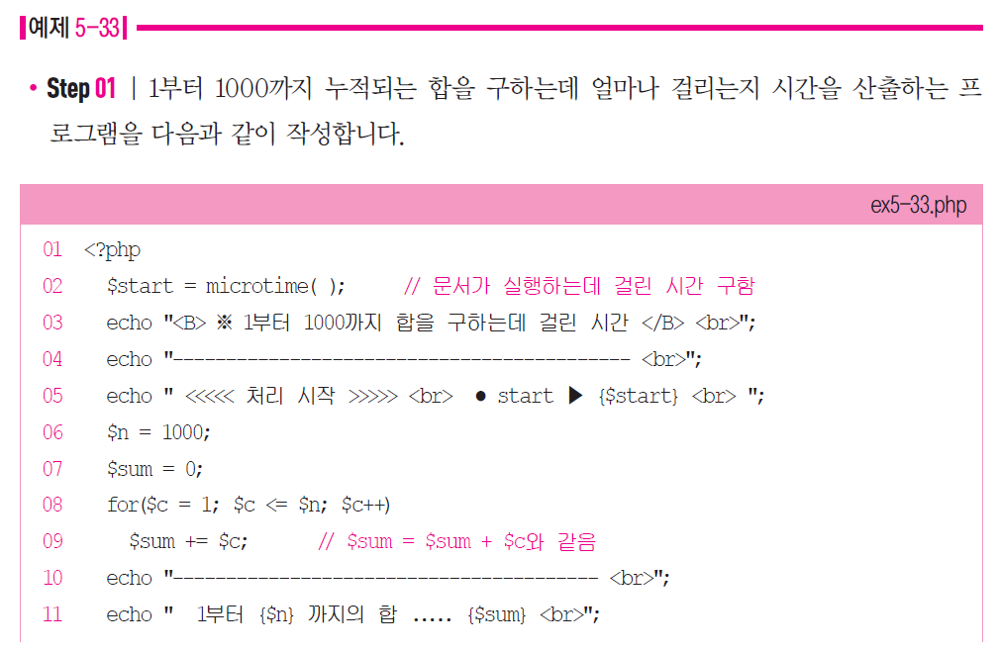 예제 5-33
• Step 01 | 1부터 1000까지 누적되는 합을 구하는데 얼마나 걸리는지 시간을 산출하는 프
로그램을 다음과 같이 작성합니다.
ex5-33.php
01 <?php
02 $start = microtime( ); // 문서가 실행하는데 걸린 시간 구함
03 echo "<B> ※ 1부터 1000까지 합을 구하는데 걸린 시간 </B> <br>";
04 echo "------------------------------------------- <br>";
05 echo " <<<<< 처리 시작 >>>>> <br> ● start ▶ {$start} <br> ";
06 $n = 1000;
07 $sum = 0;
08 for($c = 1; $c <= $n; $c++)
09 $sum += $c; // $sum = $sum + $c와 같음
10 echo "---------------------------------------- <br>";
11 echo " 1부터 {$n} 까지의 합 ..... {$sum} <br>";